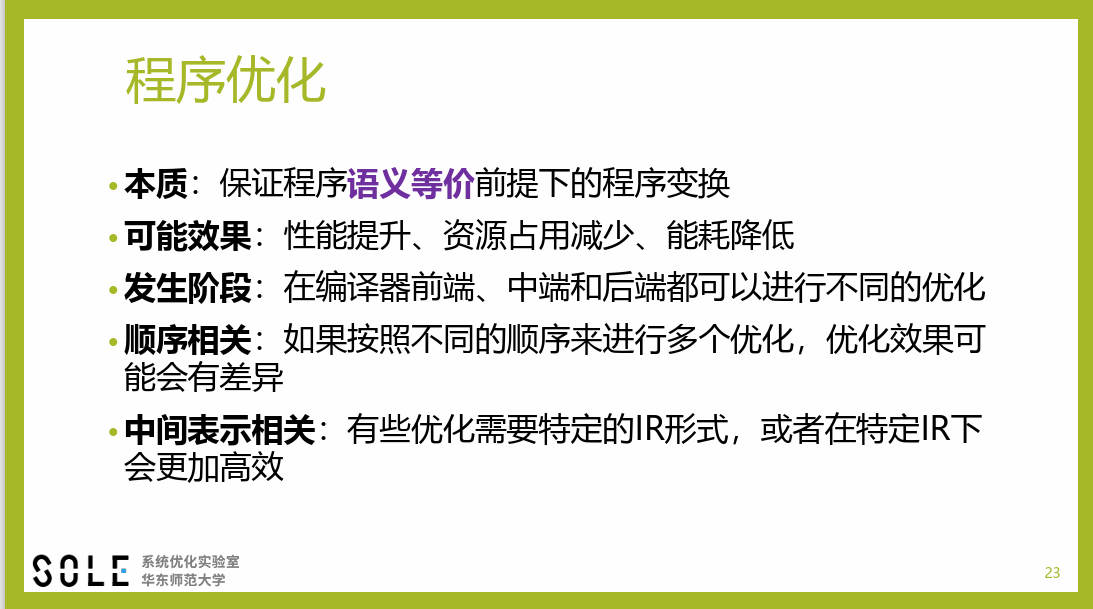 程序优化
• 本质：保证程序语义等价前提下的程序变换
• 可能效果：性能提升、资源占用减少、能耗降低
• 发生阶段：在编译器前端、中端和后端都可以进行不同的优化
• 顺序相关：如果按照不同的顺序来进行多个优化，优化效果可
能会有差异
• 中间表示相关：有些优化需要特定的IR形式，或者在特定IR下
会更加高效
SOLE
系统优化实验室
华东师范大学
23